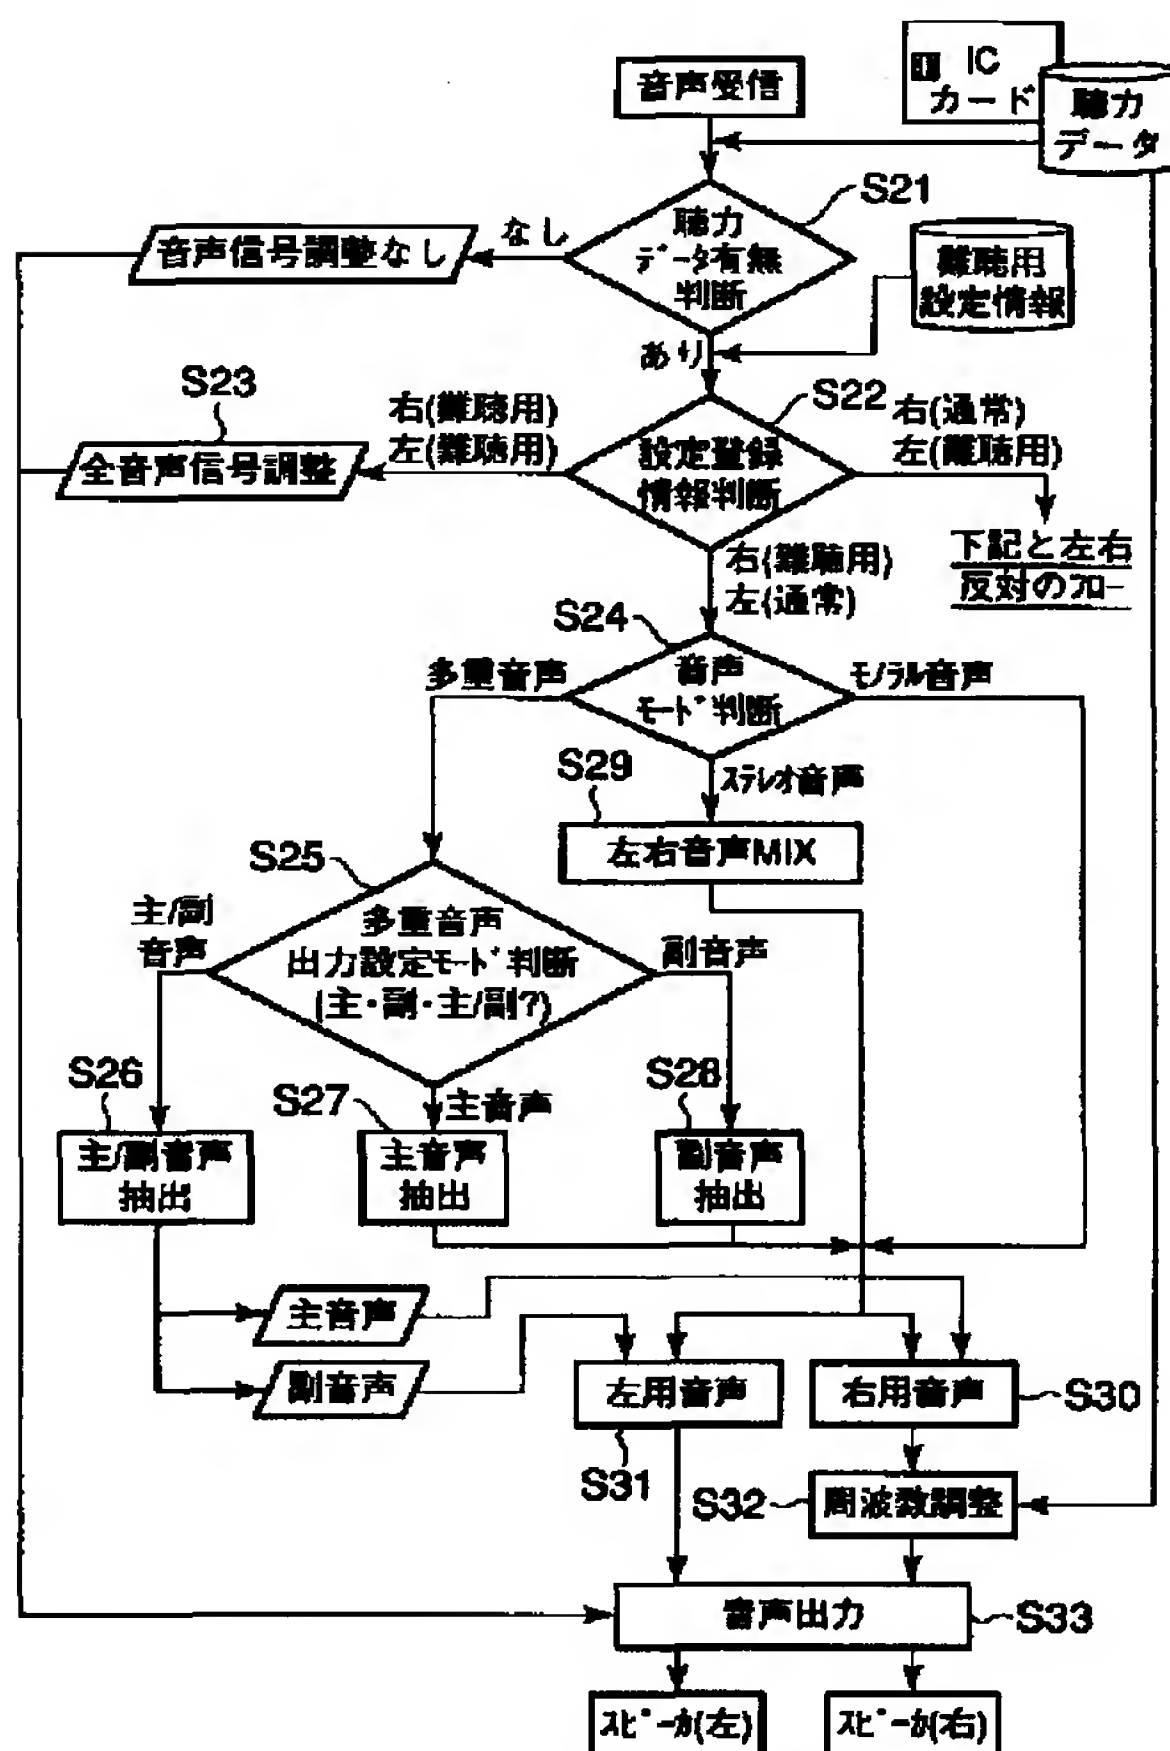 音声受信
IC
カード
聴力
データ
S21
聴力
ﾃﾞｰﾀ有無
判断
なし
音声信号調整なし
難聴用
設定情報
あり
S23
右(難聴用)
左(難聴用)
S22
右(通常)
左(難聴用)
全音声信号調整
設定登録
情報判断
下記と左右
反対のﾌﾛｰ
右(難聴用)
左(通常)
S24
多重音声
音声
ﾓｰﾄﾞ判断
ﾓﾉﾗﾙ音声
S29
ｽﾃﾚｵ音声
左右音声MIX
S25
主/副
音声
多重音声
出力設定ﾓｰﾄﾞ判断
(主・副・主/副?)
副音声
S26
S27
主音声
S28
主/副音声
抽出
主音声
抽出
副音声
抽出
主音声
副音声
左用音声
右用音声
S30
S31
S32
周波数調整
音声出力
S33
ｽﾋﾟｰｶ(左)
ｽﾋﾟｰｶ(右)